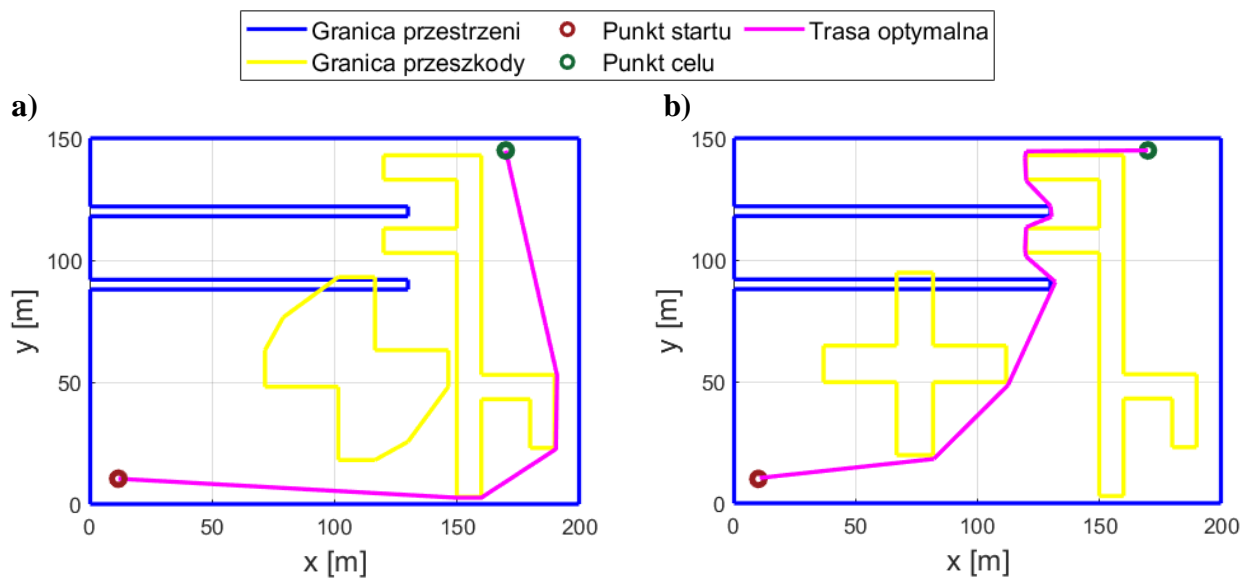 Granica przestrzeni Punkt startu Trasa optymalna
Granica przeszkody Punkt celu
a) b)
150
100
50
0
0 50 100 150 200
y [m]
x [m]
150
100
50
0
0 50 100 150 200
y [m]
x [m]